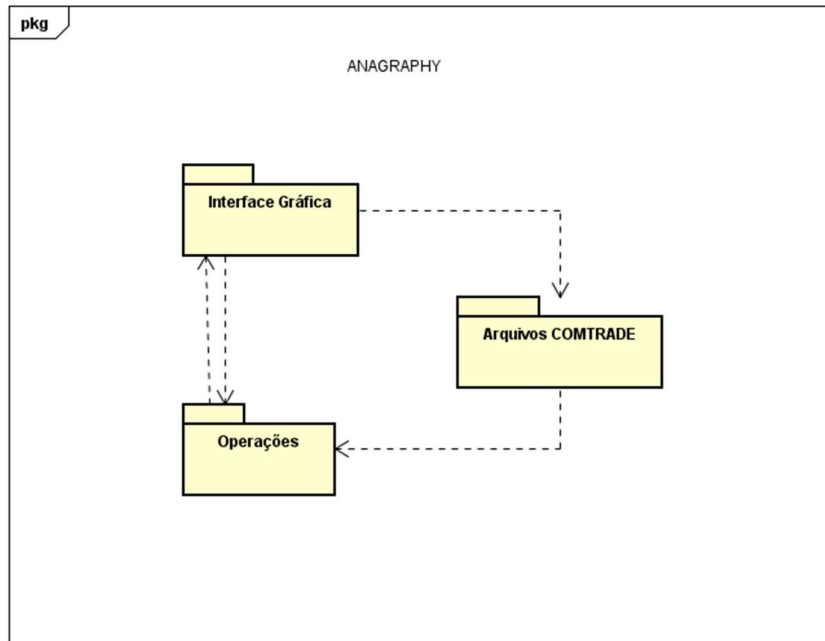 pkg
ANAGRAPHY
Interface Gráfica
Arquivos COMTRADE
Operações